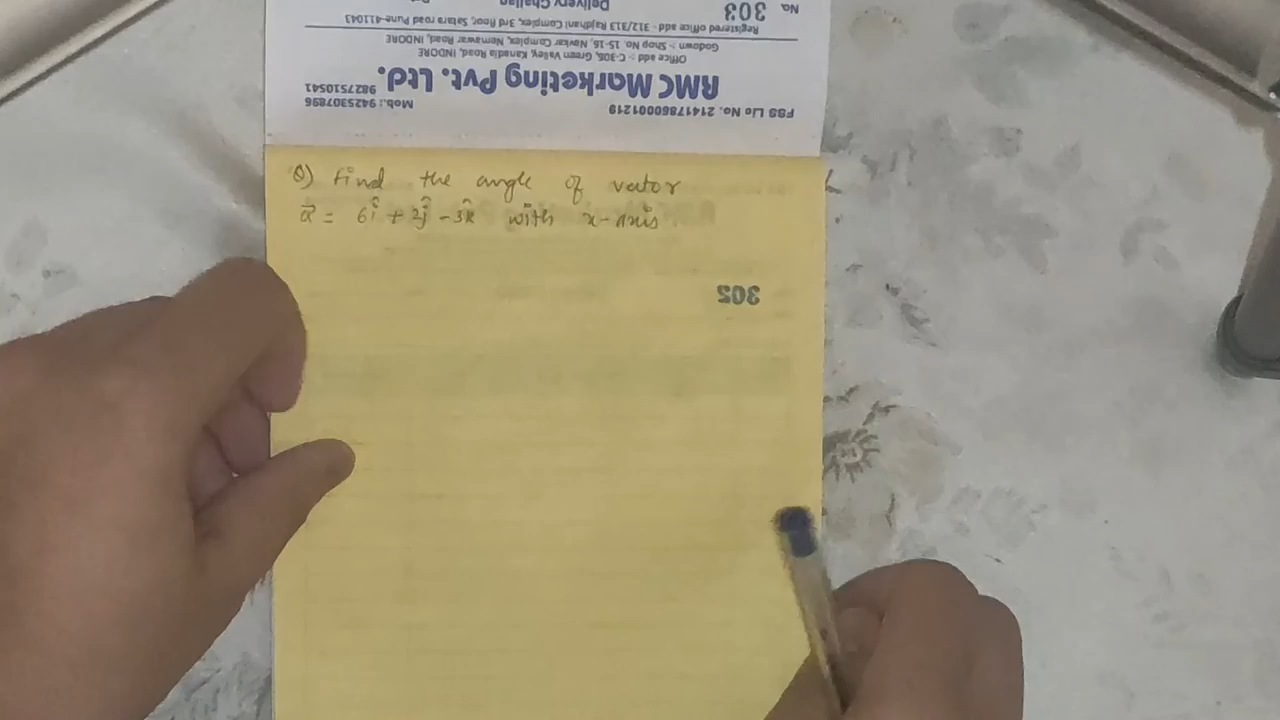 No. 303
Delivery Challan
Registered office add - 312/313 Rajdhani Complex, 3rd floor, Satara road Pune-411043
Godown :- Shop No. 15-16, Navkar Complex, Nemawar Road, INDORE
Office add :- C-306, Green Valley, Kanadia Road, INDORE
RMC Marketing Pvt. Ltd.
Mob.: 9425307896
9827510541
FSS Lic No. 21417860001219
Q) Find the angle of vector
a⃗ = 6î + 2ĵ - 3k̂ with x-axis.
302